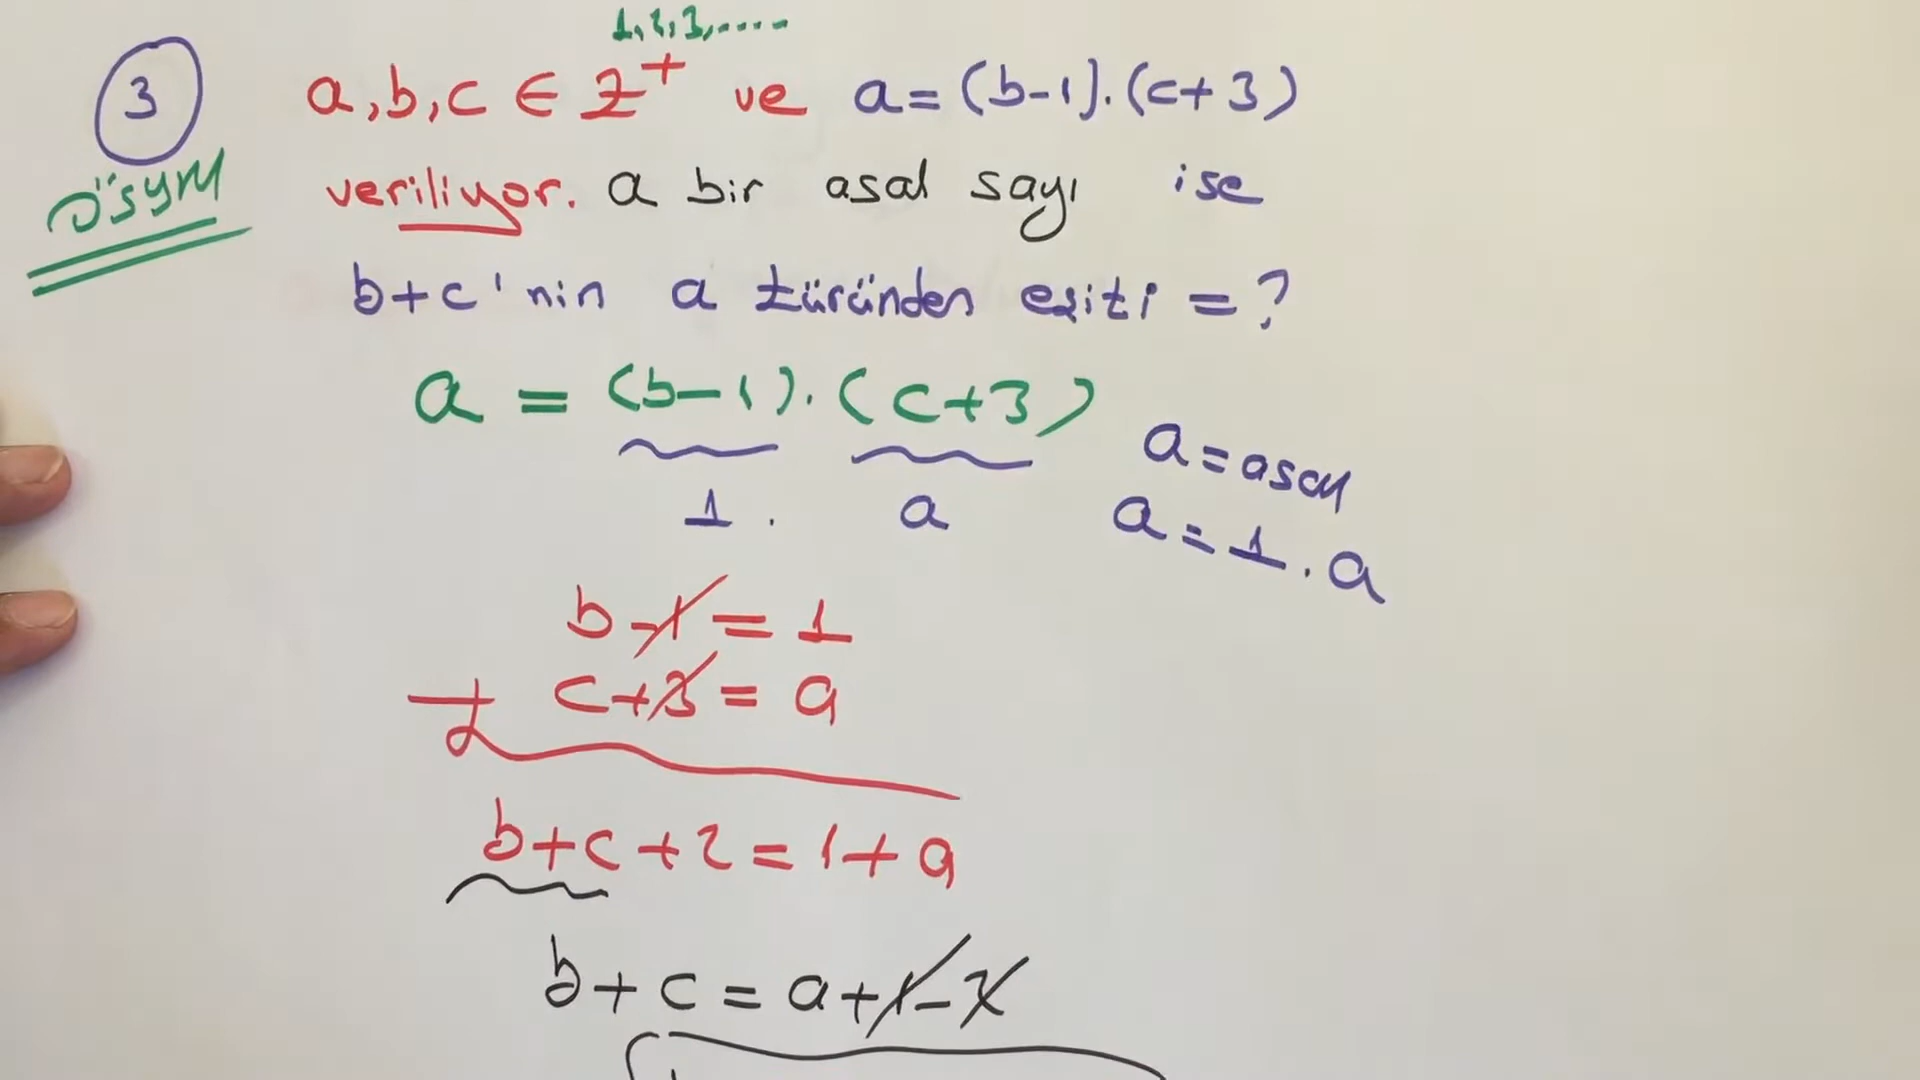 1, 2, 3, ....
3 a, b, c ∈ Z⁺ ve a = (b-1).(c+3)
ÖSYM veriliyor. a bir asal sayı ise
b+c'nin a türünden eşiti = ?
a = (b-1).(c+3)
a = asal
1 . a
a = 1 . a
b-1 = 1
+ c+3 = a
b+c+2 = 1+a
b+c = a+1-2